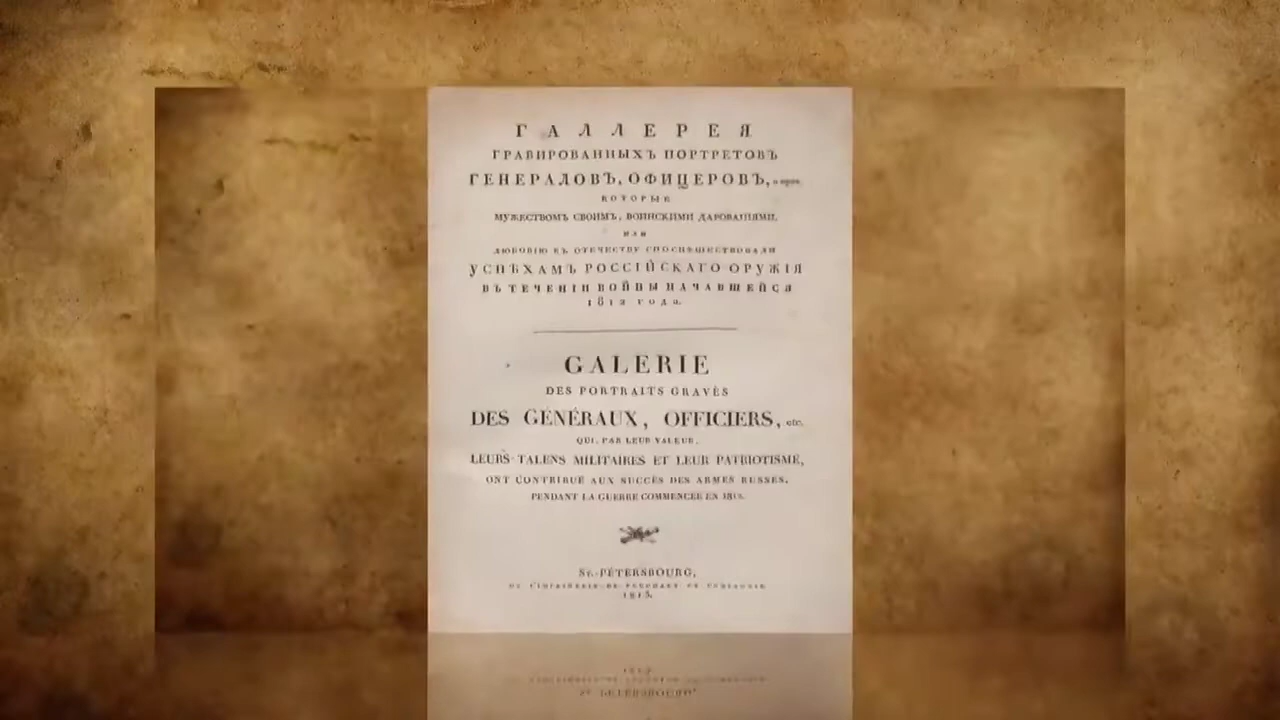 ГАЛЛЕРЕЯ
ГРАВИРОВАННЫХЪ ПОРТРЕТОВЪ
ГЕНЕРАЛОВЪ, ОФИЦЕРОВЪ,
КОТОРЫЕ
МУЖЕСТВОМЪ СВОИМЪ, ВОИНСКИМИ ДАРОВАНІЯМИ,
ИЛИ
ЛЮБОВІЮ КЪ ОТЕЧЕСТВУ СПОСПѢШЕСТВОВАЛИ
УСПѢХАМЪ РОССІЙСКАГО ОРУЖІЯ
ВЪ ТЕЧЕНІИ ВОЙНЫ НАЧАВШЕЙСЯ
1812 года.
GALERIE
DES PORTRAITS GRAVÈS
DES GÉNÉRAUX, OFFICIERS, etc.
QUI, PAR LEUR VALEUR,
LEURS TALENS MILITAIRES ET LEUR PATRIOTISME,
ONT CONTRIBUÉ AUX SUCCÈS DES ARMES RUSSES,
PENDANT LA GUERRE COMMENCÉE EN 1812.
St.-PÉTERSBOURG,
1813.